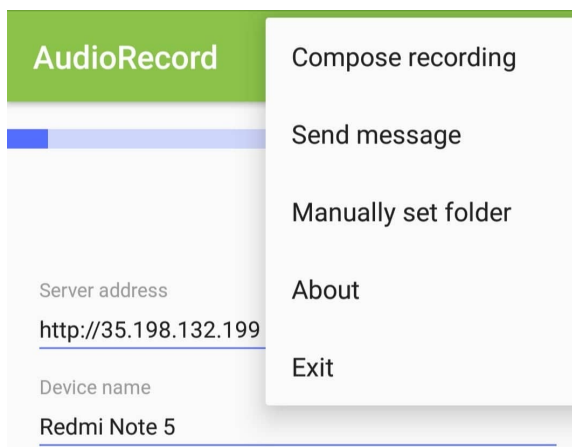 AudioRecord
Compose recording
Send message
Manually set folder
About
Exit
Server address
http://35.198.132.199
Device name
Redmi Note 5